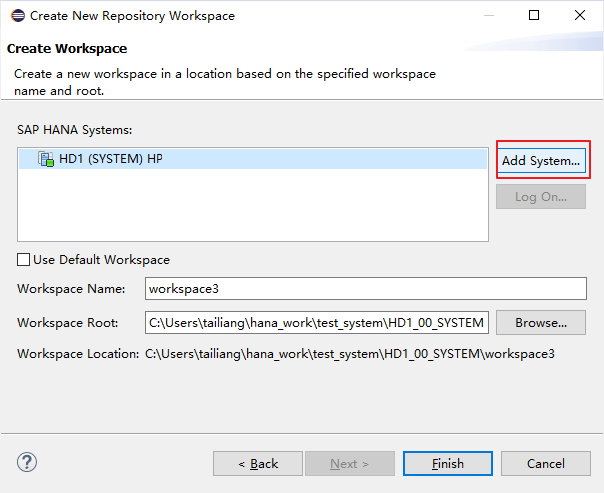 Create New Repository Workspace
Create Workspace
Create a new workspace in a location based on the specified workspace
name and root.
SAP HANA Systems:
HD1 (SYSTEM) HP
Add System...
Log On...
Use Default Workspace
Workspace Name: workspace3
Workspace Root: C:\Users\tailiang\hana_work\test_system\HD1_00_SYSTEM Browse...
Workspace Location: C:\Users\tailiang\hana_work\test_system\HD1_00_SYSTEM\workspace3
? < Back Next > Finish Cancel